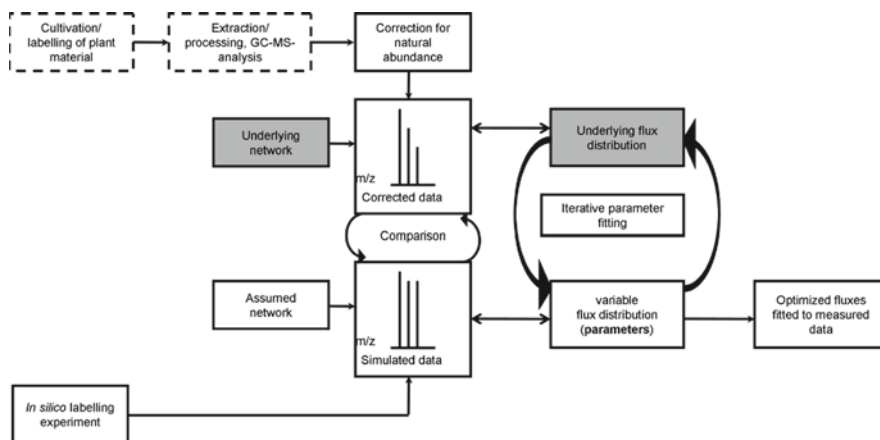 Cultivation/
labelling of plant
material
Extraction/
processing, GC-MS-
analysis
Correction for
natural
abundance
Underlying
network
m/z
Corrected data
Underlying flux
distribution
Iterative parameter
fitting
Comparison
Assumed
network
m/z
Simulated data
variable
flux distribution
(parameters)
Optimized fluxes
fitted to measured
data
In silico labelling
experiment